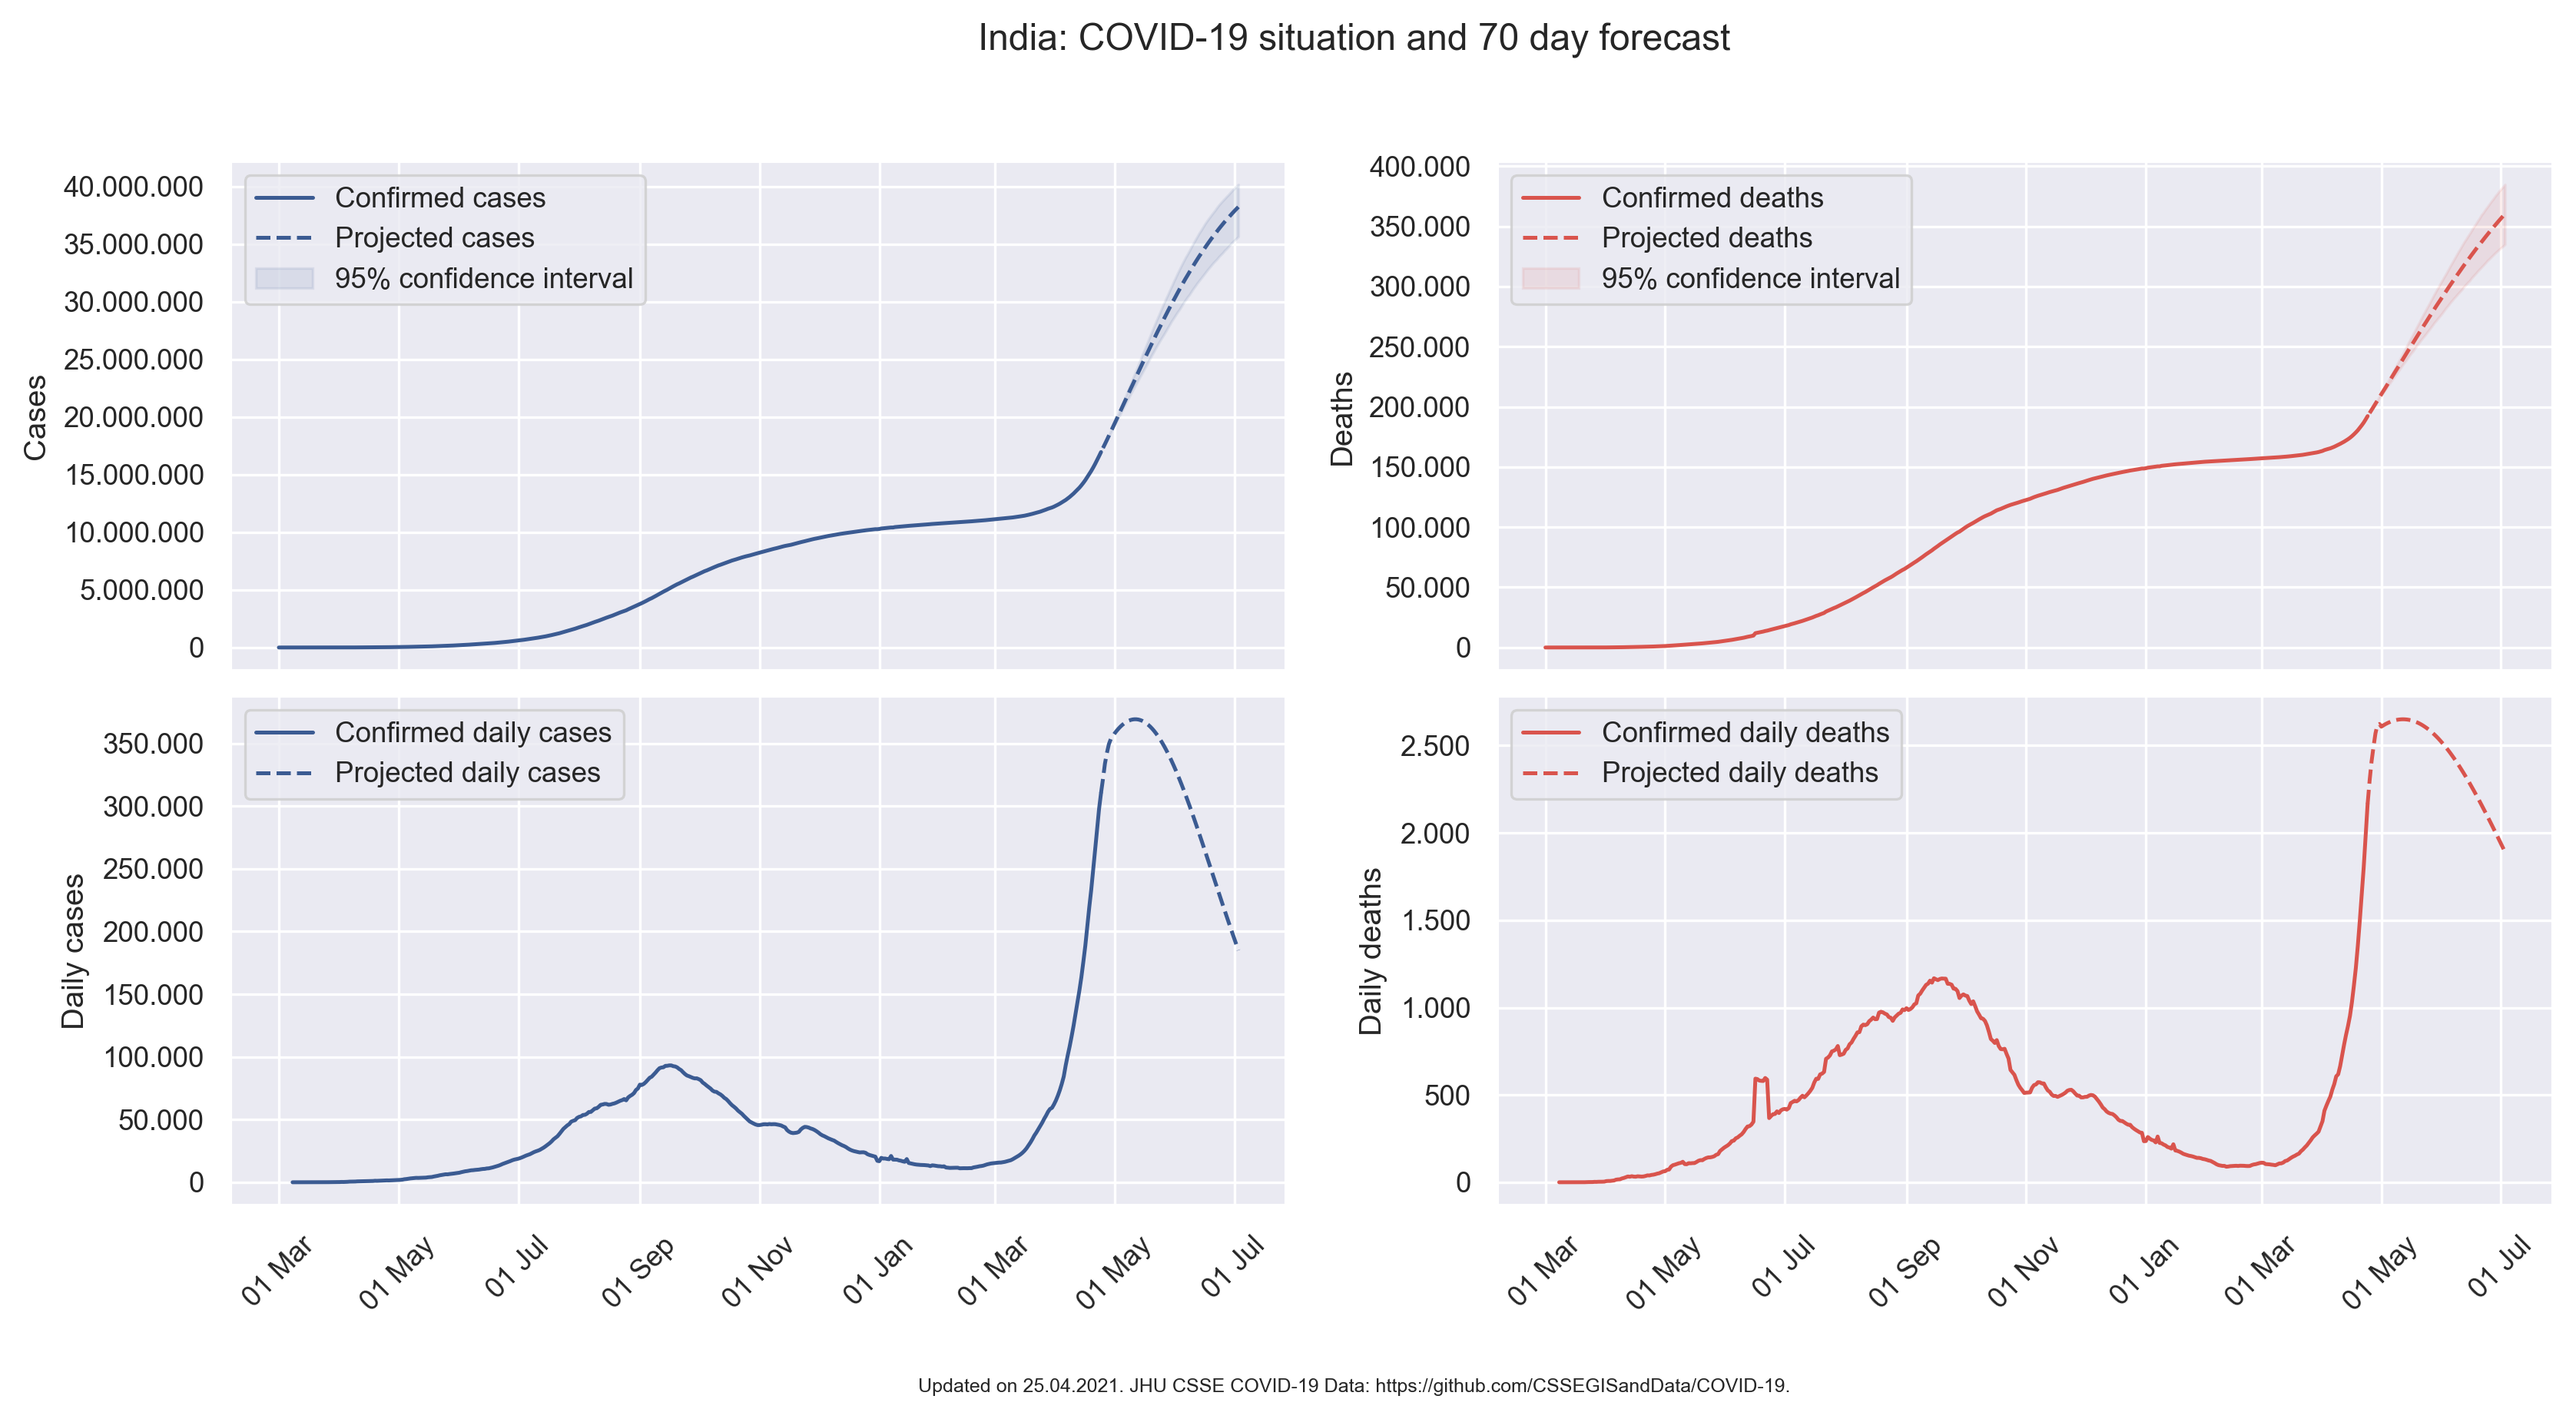 India: COVID-19 situation and 70 day forecast
Cases
40.000.000
35.000.000
30.000.000
25.000.000
20.000.000
15.000.000
10.000.000
5.000.000
0
Confirmed cases
Projected cases
95% confidence interval
Deaths
400.000
350.000
300.000
250.000
200.000
150.000
100.000
50.000
0
Confirmed deaths
Projected deaths
95% confidence interval
Daily cases
350.000
300.000
250.000
200.000
150.000
100.000
50.000
0
Confirmed daily cases
Projected daily cases
01 Mar
01 May
01 Jul
01 Sep
01 Nov
01 Jan
01 Mar
01 May
01 Jul
Daily deaths
2.500
2.000
1.500
1.000
500
0
Confirmed daily deaths
Projected daily deaths
01 Mar
01 May
01 Jul
01 Sep
01 Nov
01 Jan
01 Mar
01 May
01 Jul
Updated on 25.04.2021. JHU CSSE COVID-19 Data: https://github.com/CSSEGISandData/COVID-19.